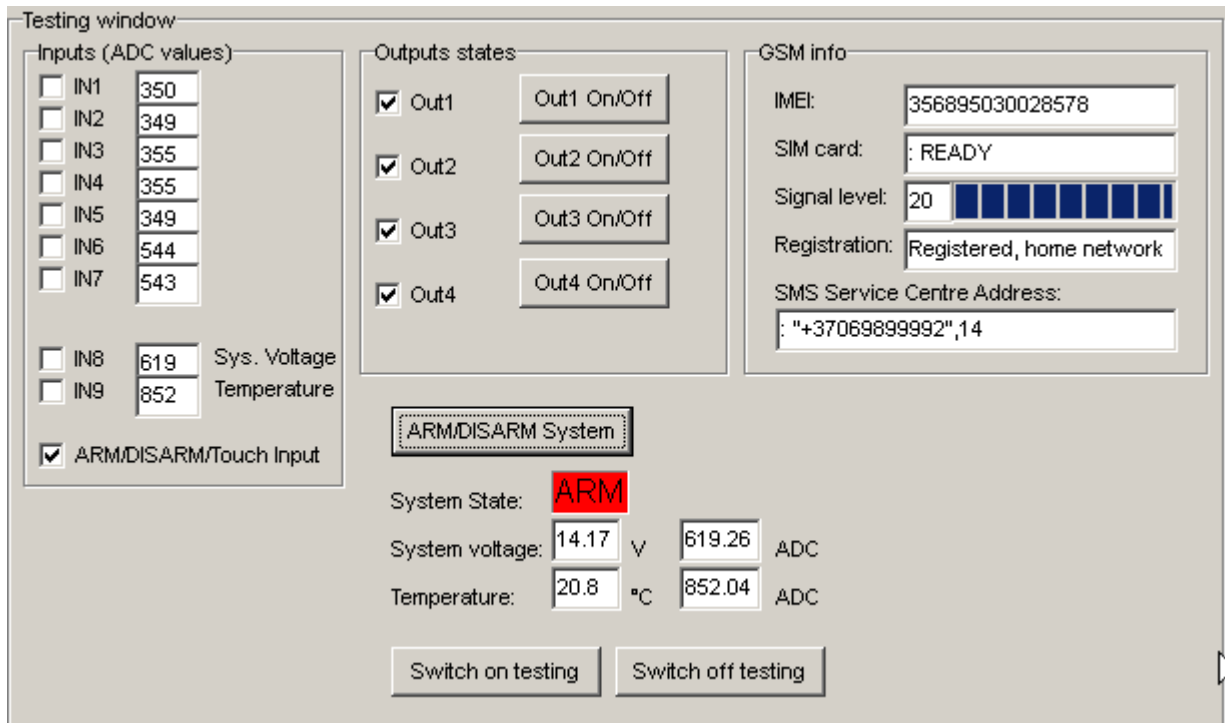 Testing window
Inputs (ADC values)
IN1 350
IN2 349
IN3 355
IN4 355
IN5 349
IN6 544
IN7 543
IN8 619 Sys. Voltage
IN9 852 Temperature
ARM/DISARM/Touch Input
Outputs states
Out1 Out1 On/Off
Out2 Out2 On/Off
Out3 Out3 On/Off
Out4 Out4 On/Off
GSM info
IMEI: 356895030028578
SIM card: : READY
Signal level: 20
Registration: Registered, home network
SMS Service Centre Address:
: "+37069899992",14
ARM/DISARM System
System State: ARM
System voltage: 14.17 V 619.26 ADC
Temperature: 20.8 °C 852.04 ADC
Switch on testing Switch off testing